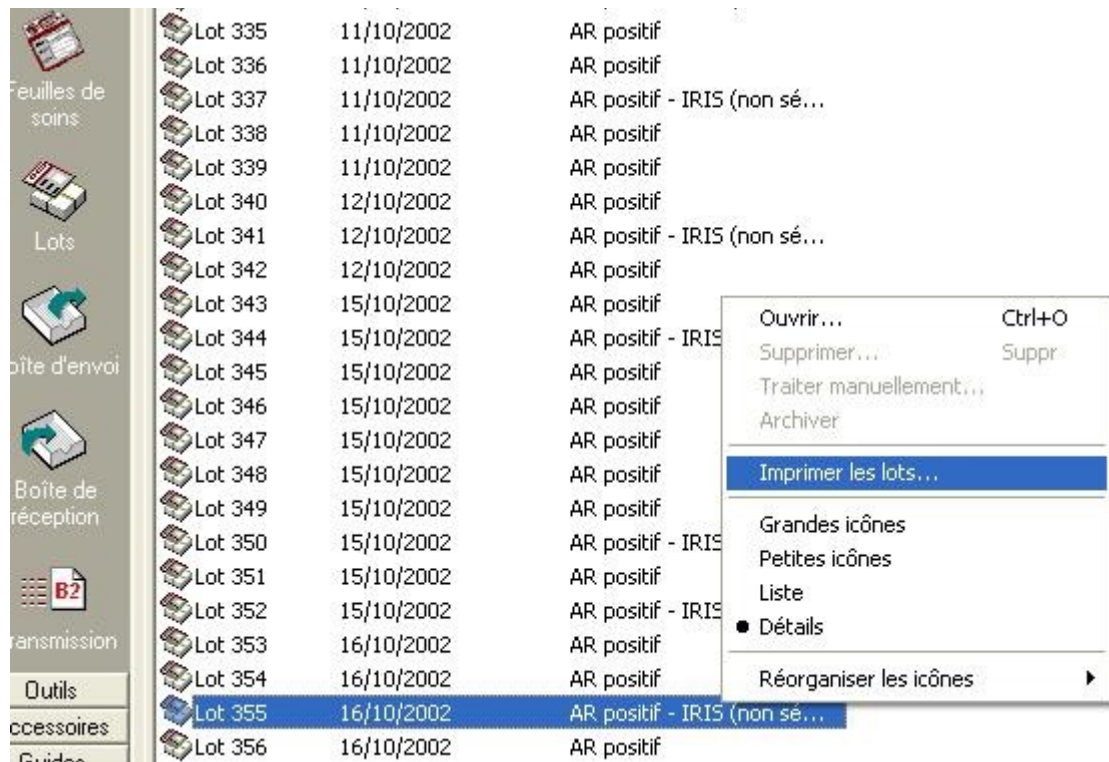 Feuilles de
soins
Lots
oîte d'envoi
Boîte de
réception
B2
ransmission
Outils
ccessoires
Guides
Lot 335 11/10/2002 AR positif
Lot 336 11/10/2002 AR positif
Lot 337 11/10/2002 AR positif - IRIS (non sé...
Lot 338 11/10/2002 AR positif
Lot 339 11/10/2002 AR positif
Lot 340 12/10/2002 AR positif
Lot 341 12/10/2002 AR positif - IRIS (non sé...
Lot 342 12/10/2002 AR positif
Lot 343 15/10/2002 AR positif
Lot 344 15/10/2002 AR positif - IRIS
Lot 345 15/10/2002 AR positif
Lot 346 15/10/2002 AR positif
Lot 347 15/10/2002 AR positif
Lot 348 15/10/2002 AR positif
Lot 349 15/10/2002 AR positif
Lot 350 15/10/2002 AR positif - IRIS
Lot 351 15/10/2002 AR positif
Lot 352 15/10/2002 AR positif - IRIS
Lot 353 16/10/2002 AR positif
Lot 354 16/10/2002 AR positif
Lot 355 16/10/2002 AR positif - IRIS (non sé...
Lot 356 16/10/2002 AR positif
Ouvrir... Ctrl+O
Supprimer... Suppr
Traiter manuellement...
Archiver
Imprimer les lots...
Grandes icônes
Petites icônes
Liste
Détails
Réorganiser les icônes